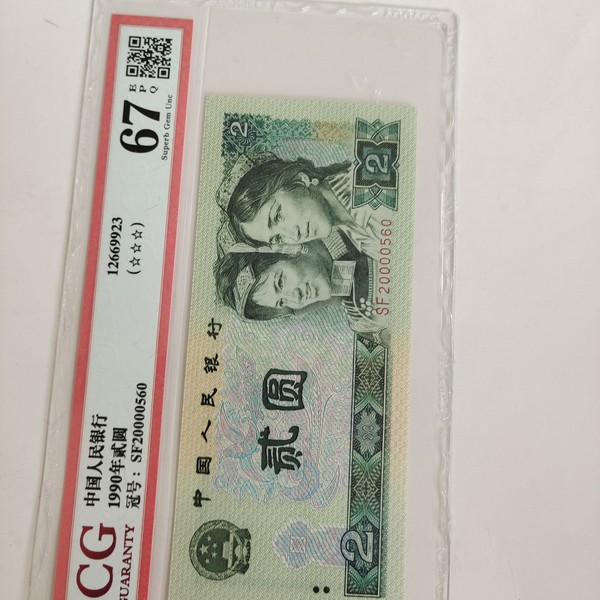 CG
GUARANTY
中国人民银行
1990年贰圆
冠号: SF20000560
12669923
(☆☆☆)
67
EPQ
Superb Gem Unc
中国人民银行
贰圆
2
2
2
SF20000560